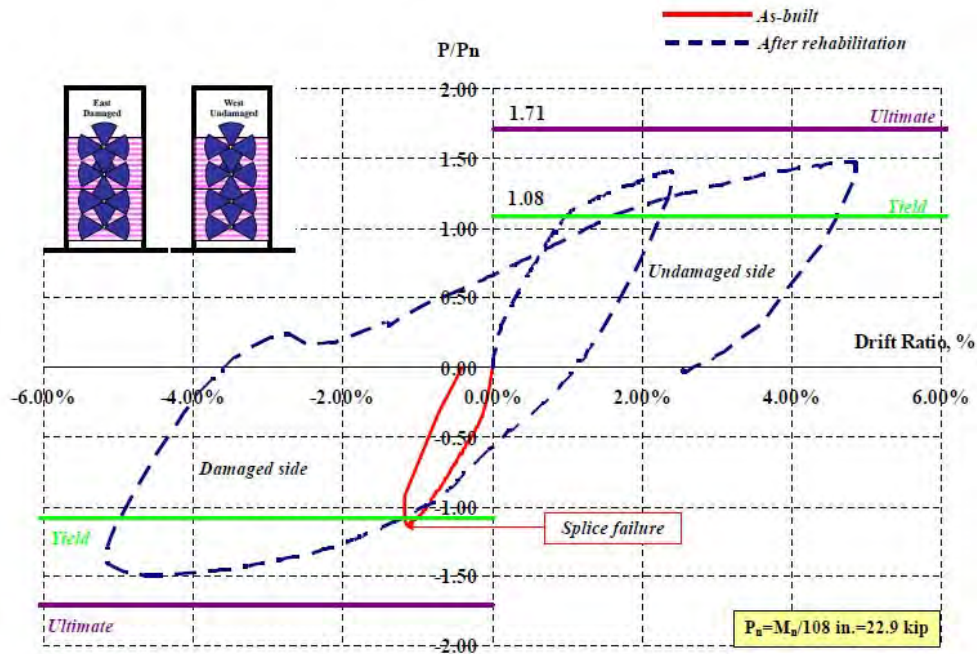 As-built
After rehabilitation
P/Pn
2.00
East
Damaged
West
Undamaged
1.71
Ultimate
1.50
1.08
Yield
1.00
Undamaged side
0.50
Drift Ratio, %
0.00
-6.00% -4.00% -2.00% 0.00% 2.00% 4.00% 6.00%
-0.50
Damaged side
-1.00
Splice failure
Yield
-1.50
Ultimate
Pn=Mn/108 in.=22.9 kip
-2.00